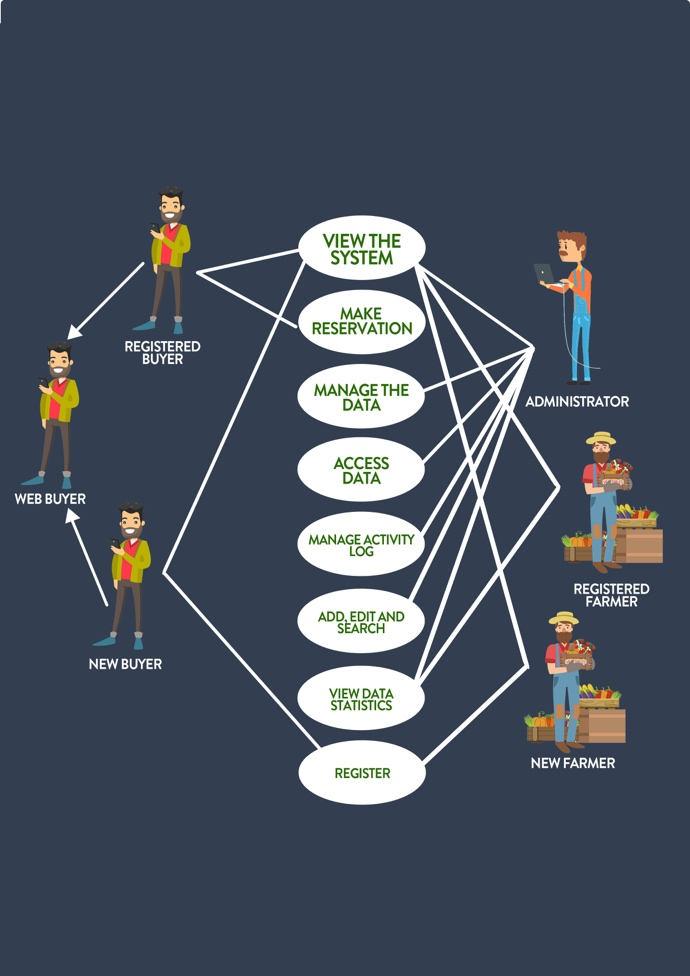 REGISTERED
BUYER
WEB BUYER
NEW BUYER
VIEW THE
SYSTEM
MAKE
RESERVATION
MANAGE THE
DATA
ACCESS
DATA
MANAGE ACTIVITY
LOG
ADD, EDIT AND
SEARCH
VIEW DATA
STATISTICS
REGISTER
ADMINISTRATOR
REGISTERED
FARMER
NEW FARMER